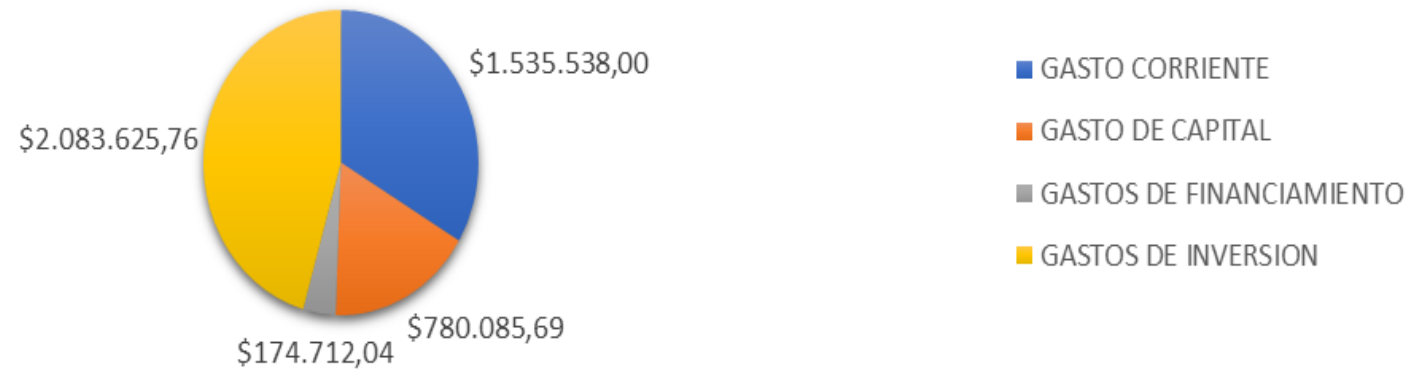 $1.535.538,00
$2.083.625,76
$780.085,69
$174.712,04
GASTO CORRIENTE
GASTO DE CAPITAL
GASTOS DE FINANCIAMIENTO
GASTOS DE INVERSION